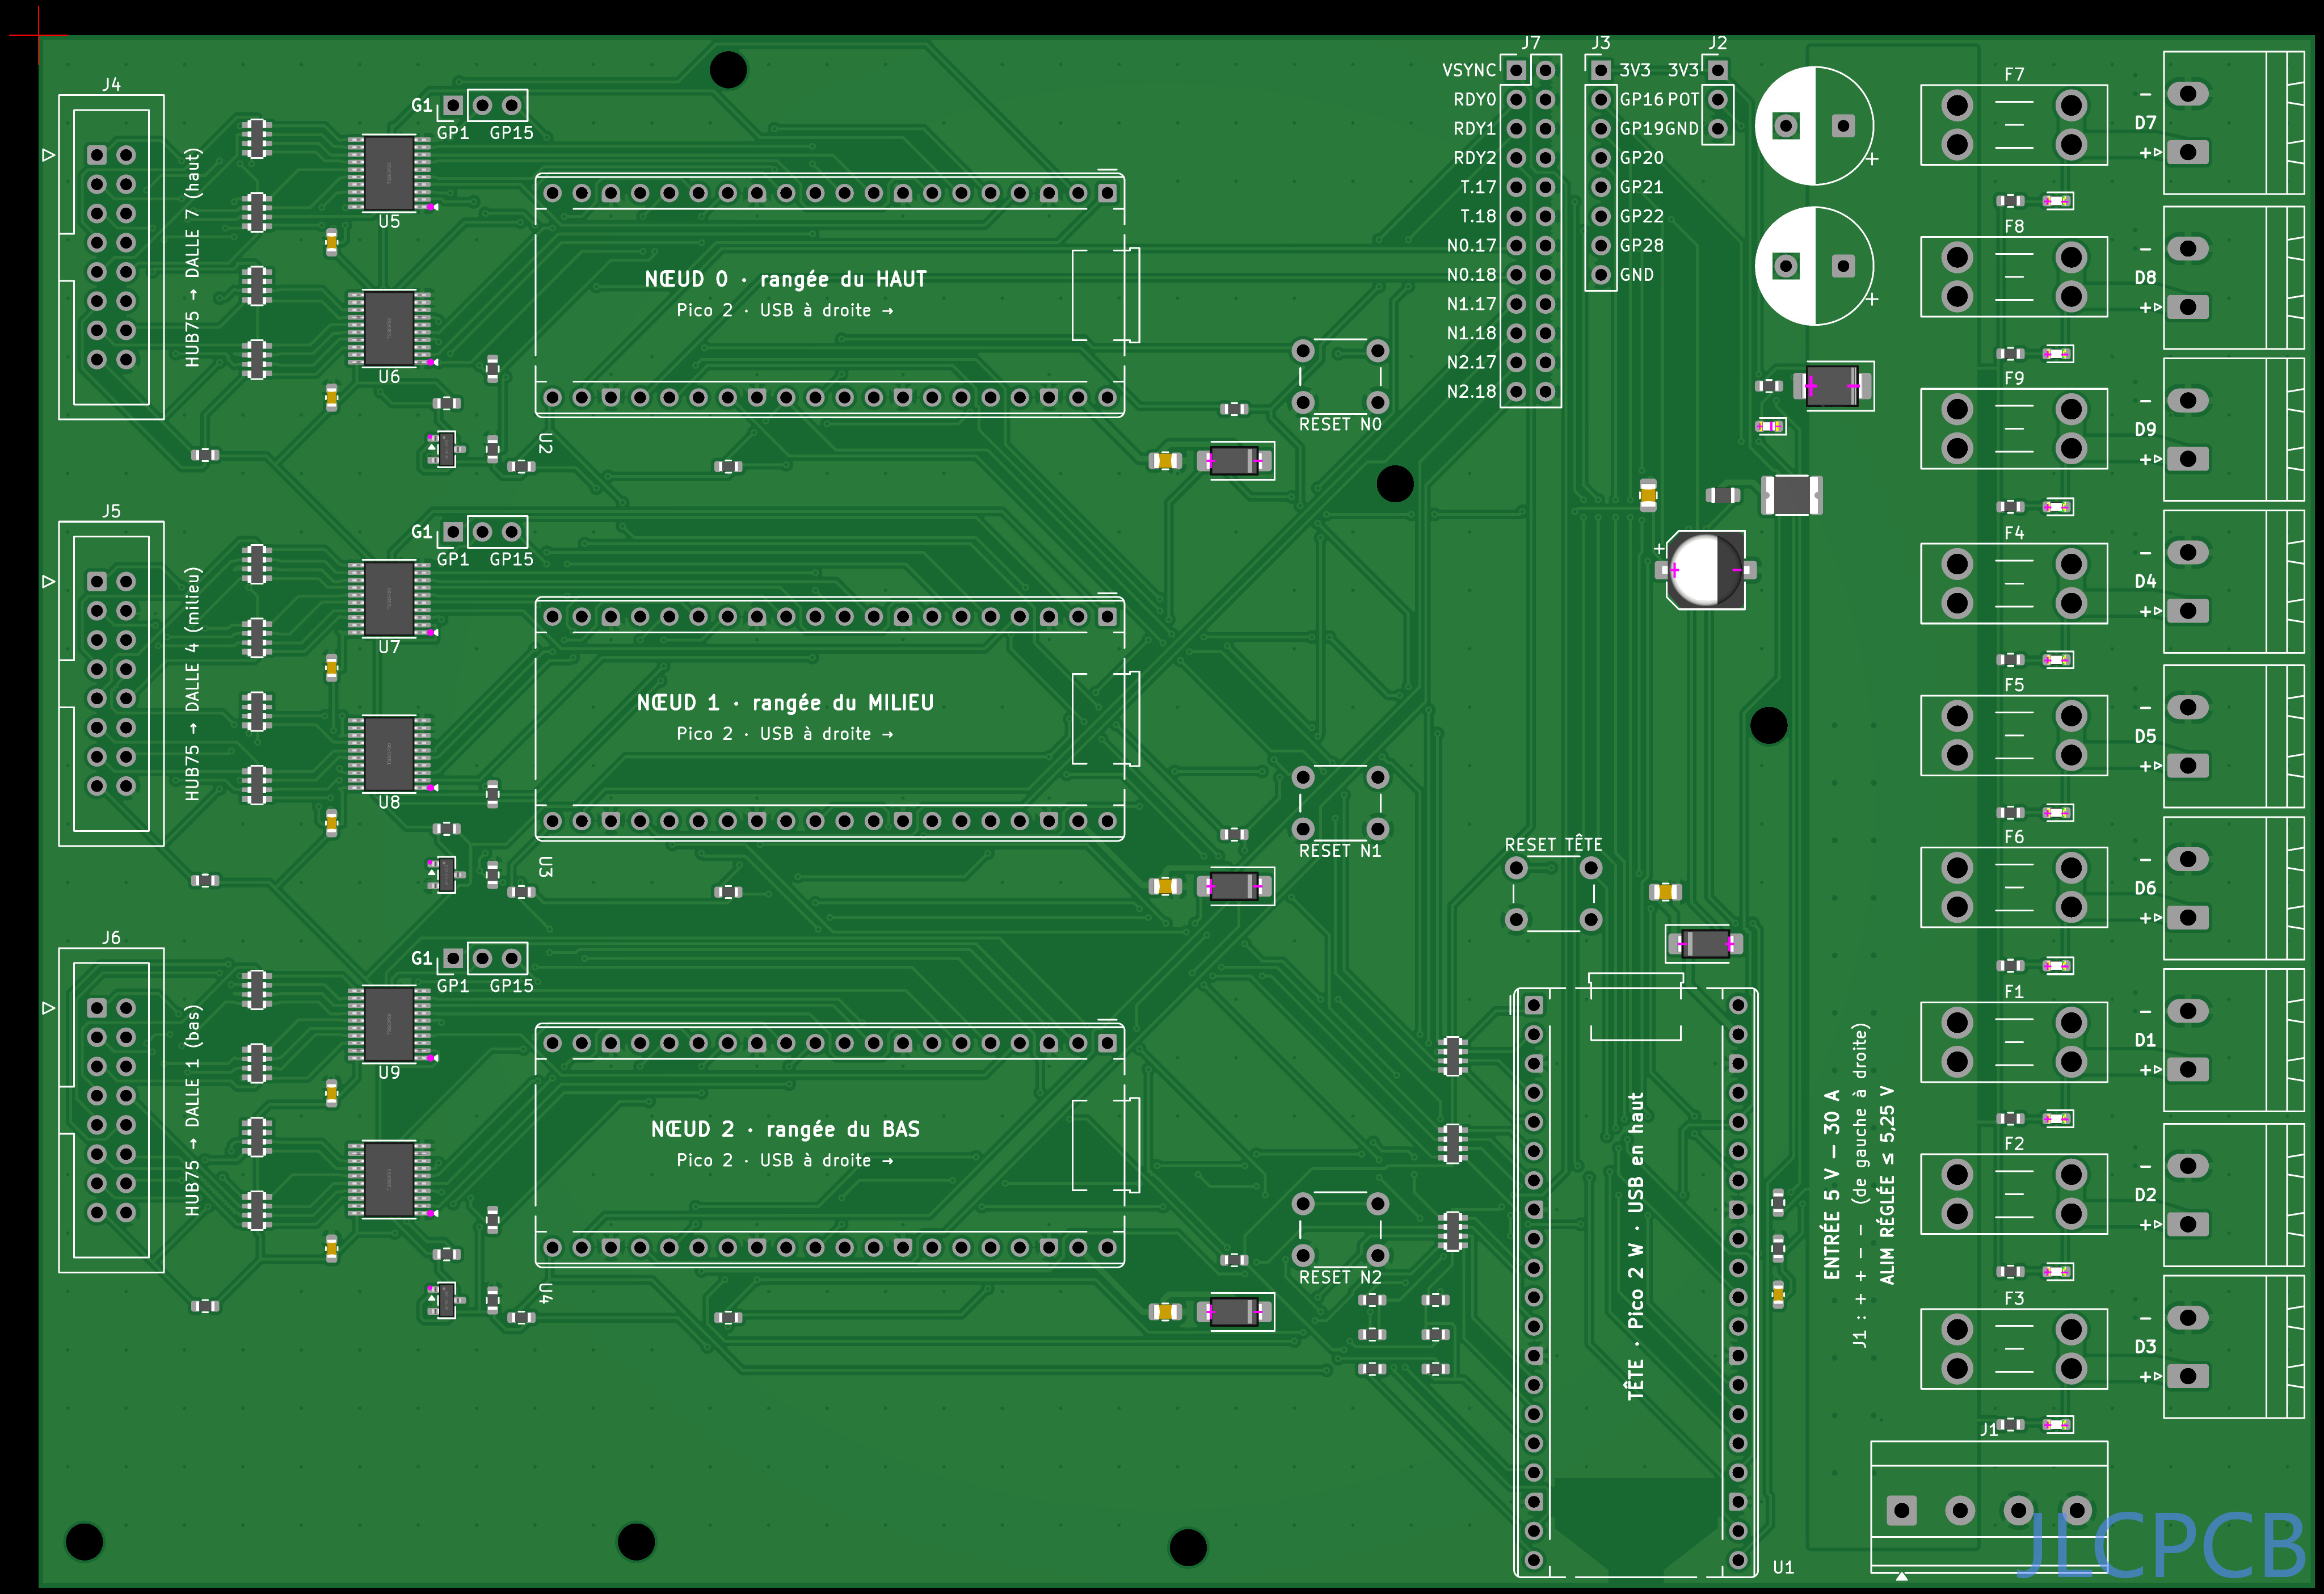 J4
HUB75 → DALLE 7 (haut)
G1
GP1 GP15
U5
U6
NŒUD 0 · rangée du HAUT
Pico 2 · USB à droite →
U2
RESET N0
J7
VSYNC
RDY0
RDY1
RDY2
T.17
T.18
N0.17
N0.18
N1.17
N1.18
N2.17
N2.18
J3
3V3
GP16
GP19
GP20
GP21
GP22
GP28
GND
J2
3V3
POT
GND
+
+
+
J5
HUB75 → DALLE 4 (milieu)
G1
GP1 GP15
U7
U8
NŒUD 1 · rangée du MILIEU
Pico 2 · USB à droite →
U3
RESET N1
J6
HUB75 → DALLE 1 (bas)
G1
GP1 GP15
U9
NŒUD 2 · rangée du BAS
Pico 2 · USB à droite →
U4
RESET N2
RESET TÊTE
TÊTE · Pico 2 W · USB en haut
U1
ENTRÉE 5 V — 30 A
J1 : + + − − (de gauche à droite)
ALIM RÉGLÉE ≤ 5,25 V
F7
−
D7
+
F8
−
D8
+
F9
−
D9
+
F4
−
D4
+
F5
−
D5
+
F6
−
D6
+
F1
−
D1
+
F2
−
D2
+
F3
−
D3
+
J1
JLCPCB